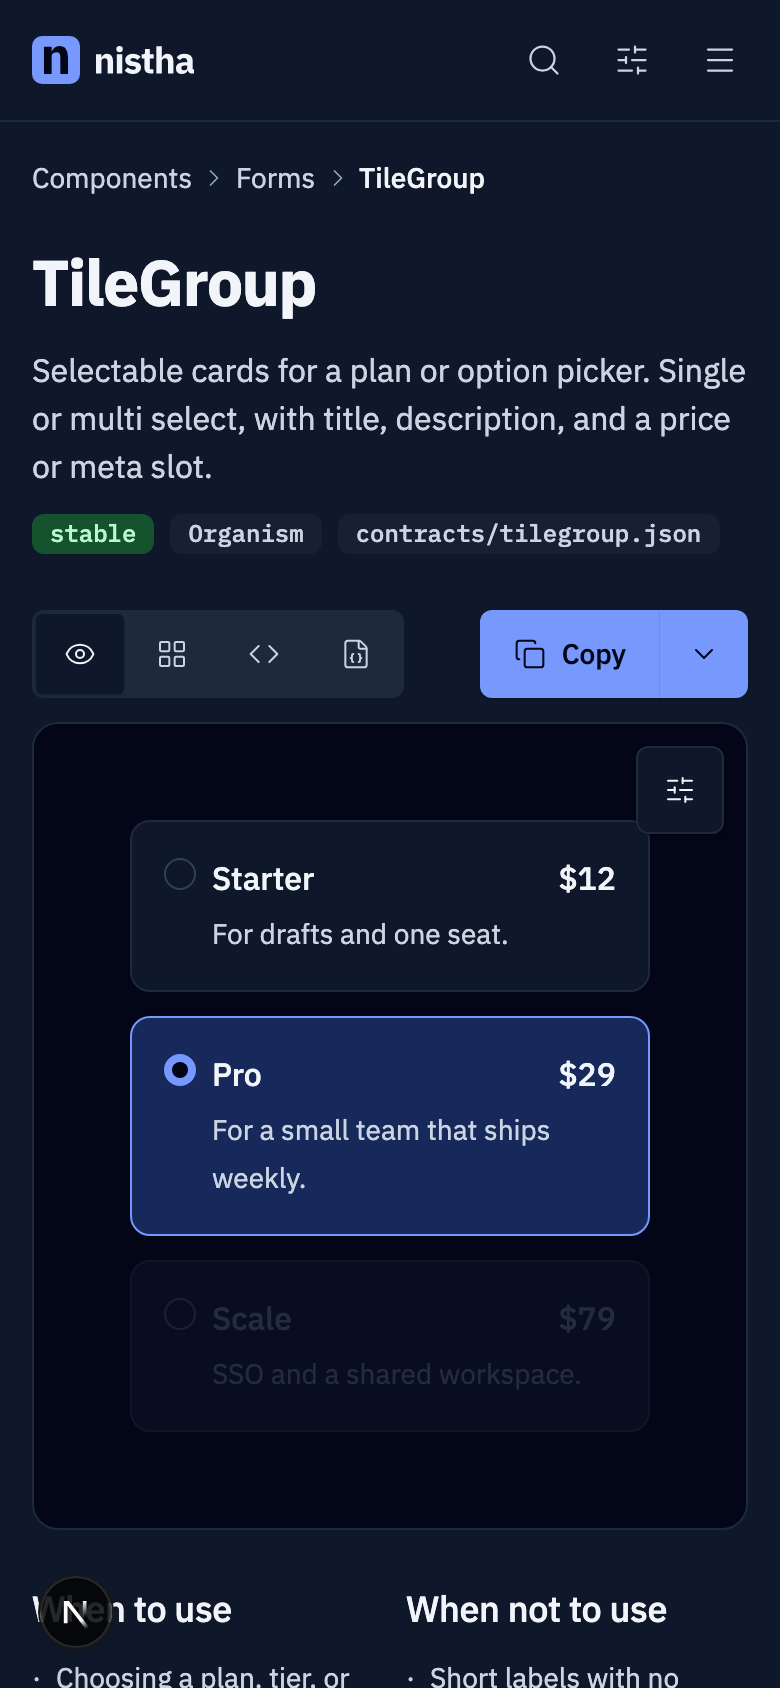 n nistha
Components > Forms > TileGroup
TileGroup
Selectable cards for a plan or option picker. Single
or multi select, with title, description, and a price
or meta slot.
stable Organism contracts/tilegroup.json
Copy
Starter $12
For drafts and one seat.
Pro $29
For a small team that ships
weekly.
Scale $79
SSO and a shared workspace.
When to use
· Choosing a plan, tier, or
When not to use
· Short labels with no